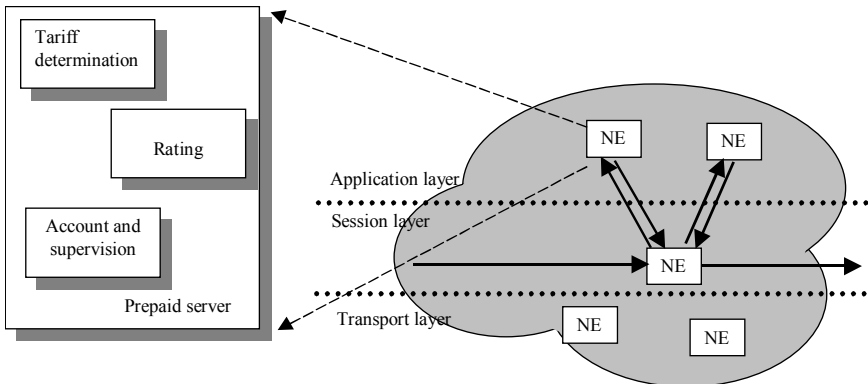 Tariff
determination
Rating
Account and
supervision
Prepaid server
NE
NE
Application layer
Session layer
NE
Transport layer
NE
NE